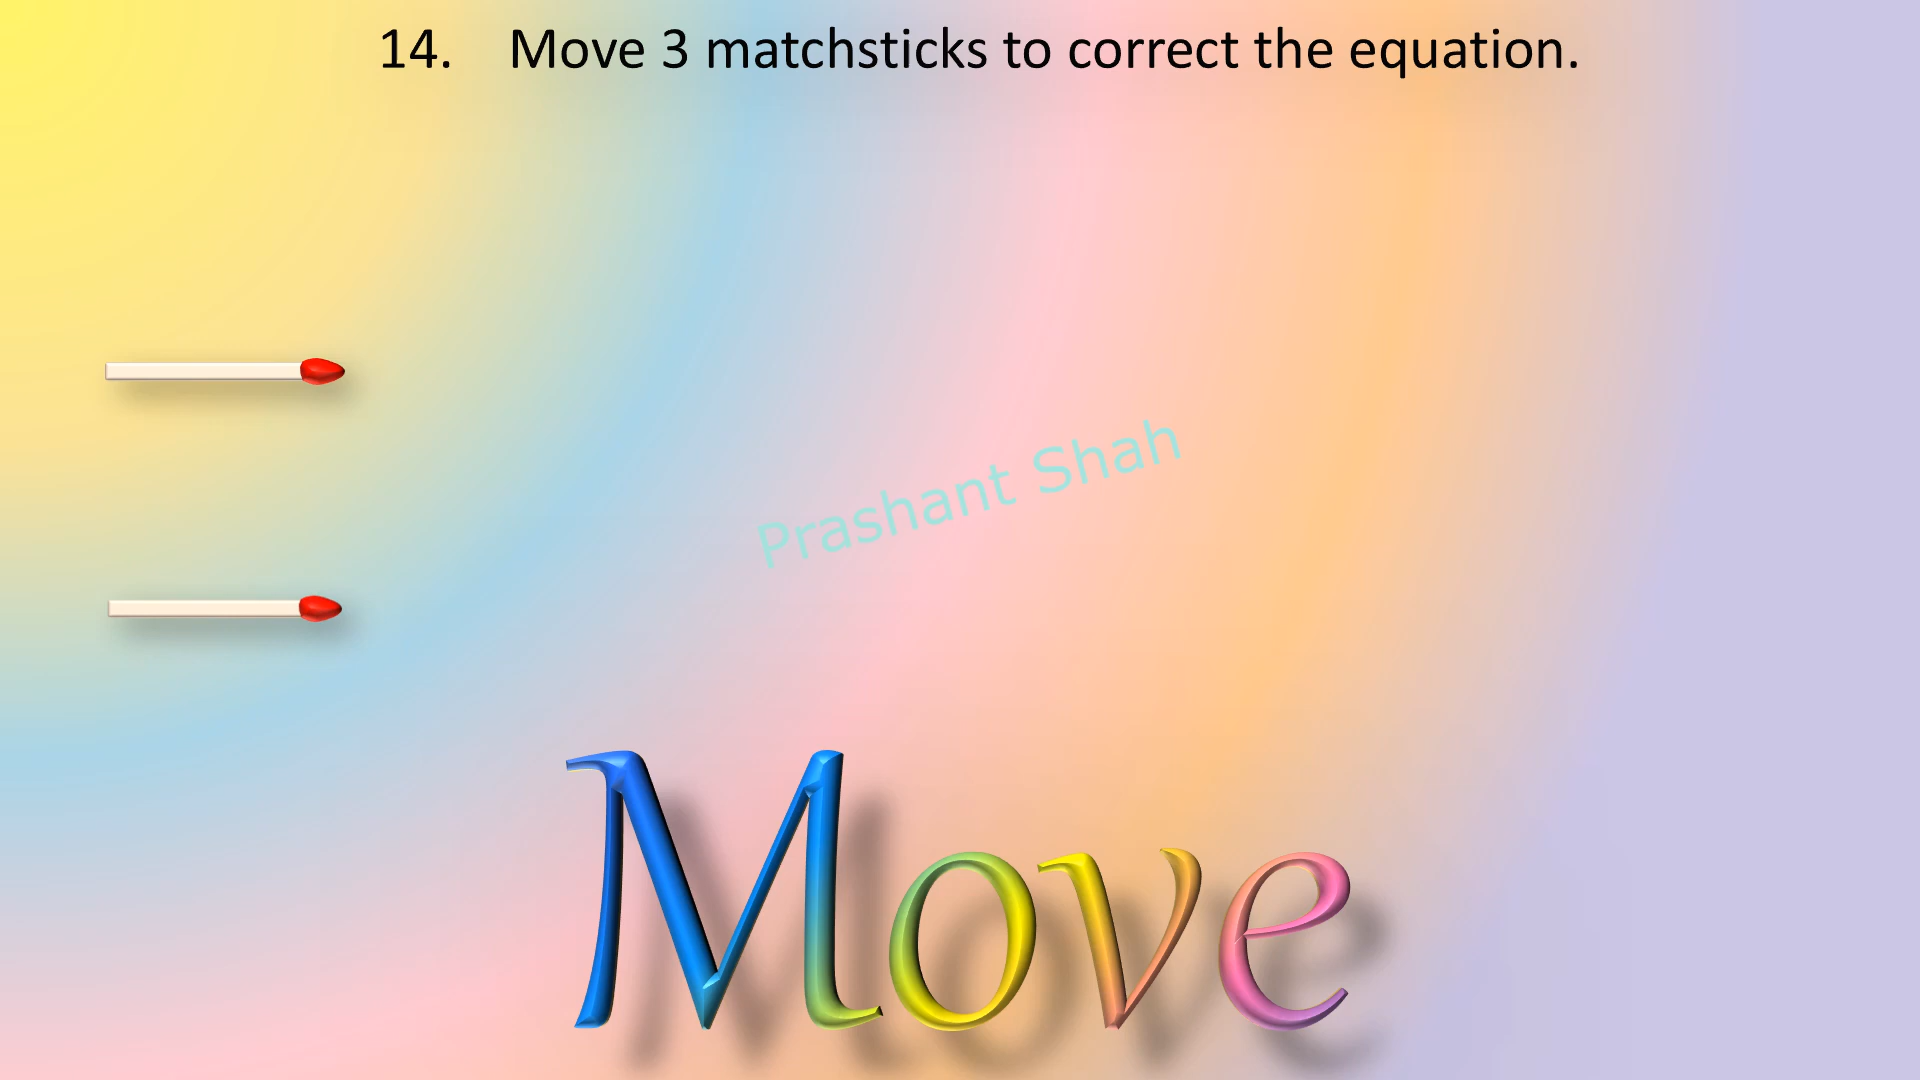 14. Move 3 matchsticks to correct the equation.
Prashant Shah
Move